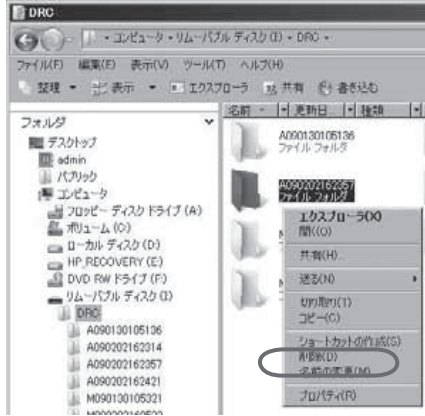 DRC
コンピュータ ▸ リムーバブル ディスク (I) ▸ DRC ▸
ファイル(F) 編集(E) 表示(V) ツール(T) ヘルプ(H)
整理 表示 エクスプローラ 共有 書き込む
名前 更新日 種類
フォルダ
デスクトップ
admin
パブリック
コンピュータ
フロッピー ディスク ドライブ (A)
ボリューム (C)
ローカル ディスク (D)
HP_RECOVERY (E)
DVD RW ドライブ (F)
リムーバブル ディスク (I)
DRC
A090130105136
A090202162314
A090202162357
A090202162421
M090130105321
A090130105136
ファイル フォルダ
A090202162357
ファイル フォルダ
エクスプローラ(X)
開く(O)
共有(H)...
送る(N)
切り取り(T)
コピー(C)
ショートカットの作成(S)
削除(D)
名前の変更(M)
プロパティ(R)